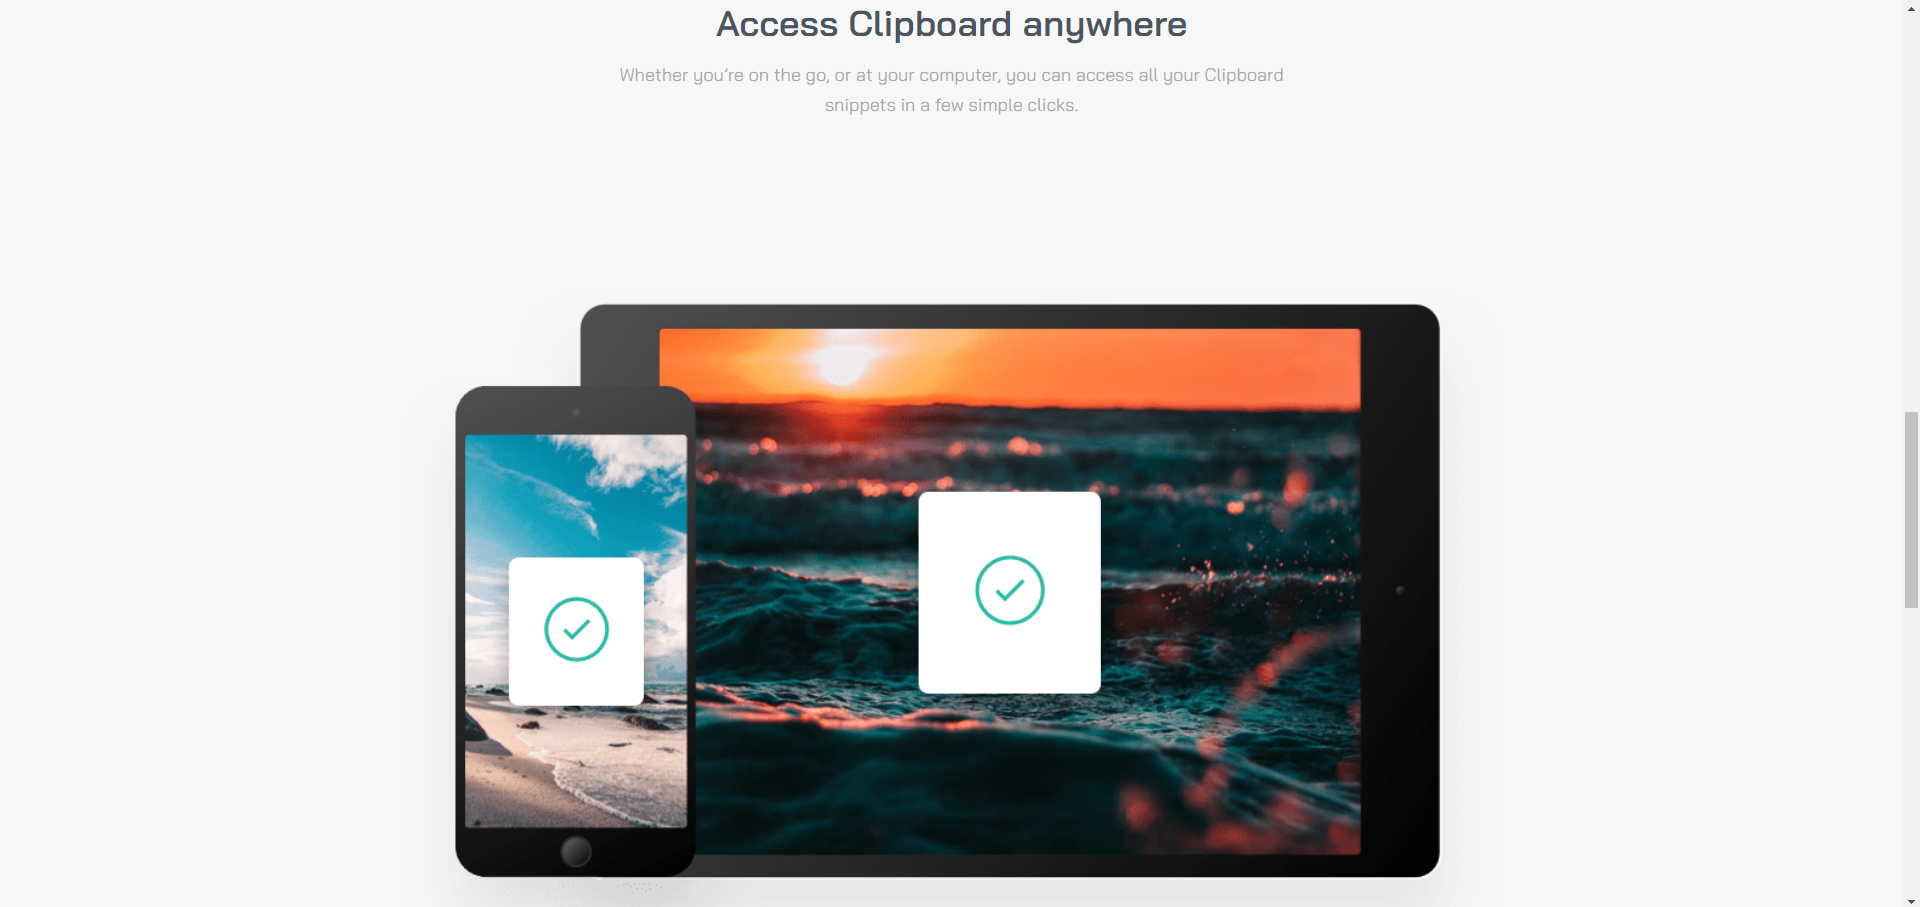 Access Clipboard anywhere
Whether you’re on the go, or at your computer, you can access all your Clipboard
snippets in a few simple clicks.